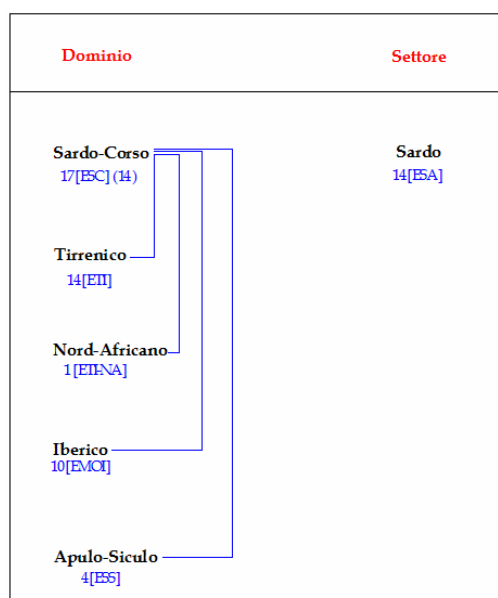 Dominio Settore
Sardo-Corso Sardo
17[ESC] (14) 14[ESA]
Tirrenico
14[ETI]
Nord-Africano
1[ETI-NA]
Iberico
10[EMOI]
Apulo-Siculo
4[ESS]